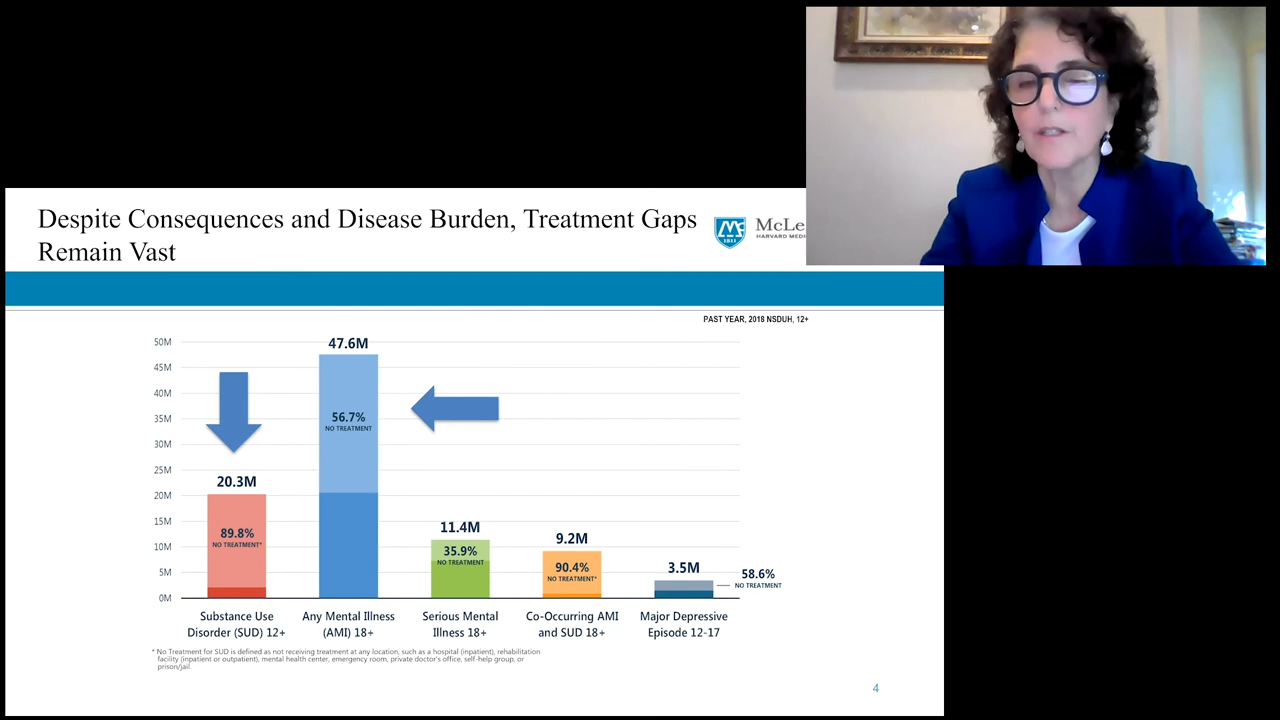 Despite Consequences and Disease Burden, Treatment Gaps
Remain Vast
1811
McLe
HARVARD MEDI
PAST YEAR, 2018 NSDUH, 12+
50M
45M
40M
35M
30M
25M
20M
15M
10M
5M
0M
20.3M
89.8%
NO TREATMENT*
47.6M
56.7%
NO TREATMENT
11.4M
35.9%
NO TREATMENT
9.2M
90.4%
NO TREATMENT*
3.5M
58.6%
NO TREATMENT
Substance Use
Disorder (SUD) 12+
Any Mental Illness
(AMI) 18+
Serious Mental
Illness 18+
Co-Occurring AMI
and SUD 18+
Major Depressive
Episode 12-17
* No Treatment for SUD is defined as not receiving treatment at any location, such as a hospital (inpatient), rehabilitation
facility (inpatient or outpatient), mental health center, emergency room, private doctor's office, self-help group, or
prison/jail.
4